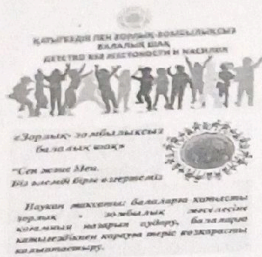 ҚАТЫГЕЗДІК ПЕН ЗОРЛЫҚ-ЗОМБЫЛЫҚСЫЗ
БАЛАЛЫҚ ШАҚ
ДЕТСТВО БЕЗ ЖЕСТОКОСТИ И НАСИЛИЯ
«Зорлық- зомбылықсыз
балалық шақ»
"Сен және Мен.
Біз әлемді бірге өзгертеміз
Науқан мақсаты: балаларға қатысты
зорлық - зомбылық мәселесіне
қоғамның назарын аудару, балаларға
қатыгездікпен қарауға теріс көзқарасты
қалыптастыру.